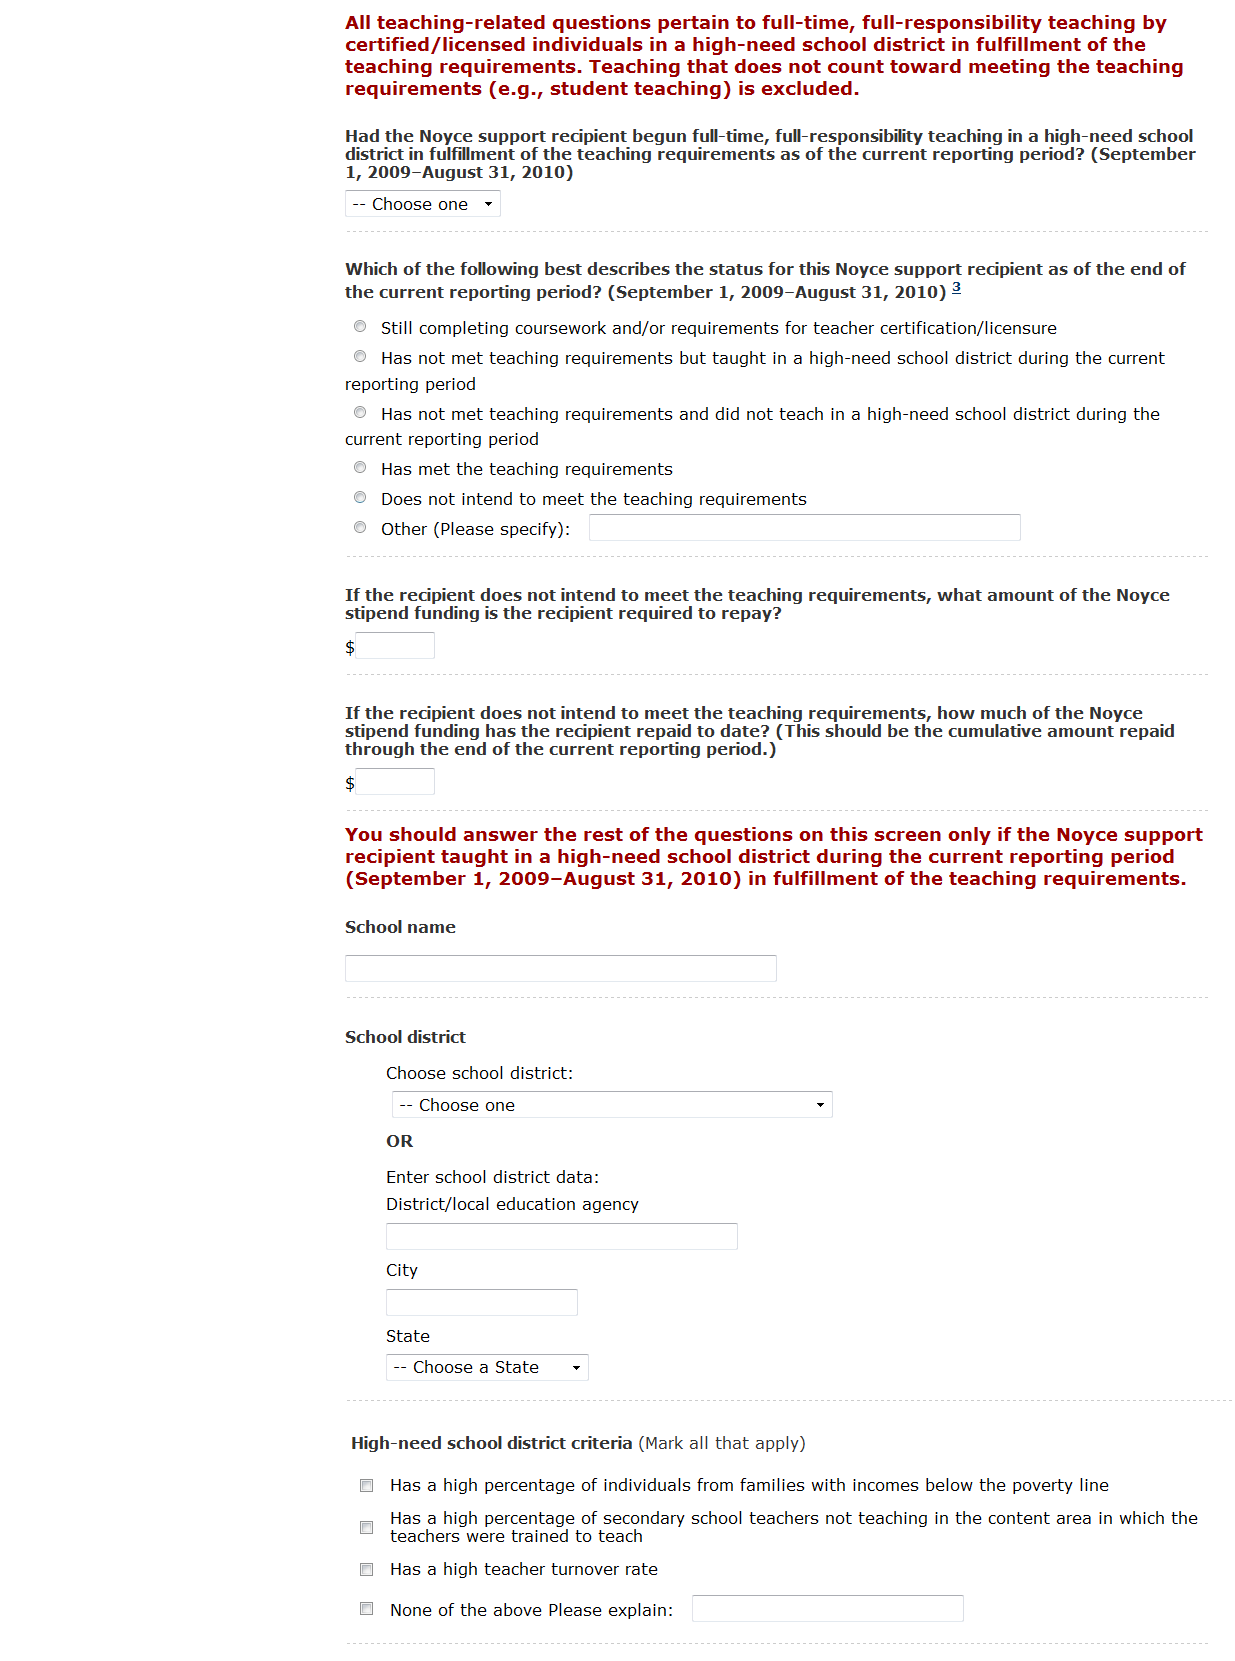 All teaching-related questions pertain to full-time, full-responsibility teaching by
certified/licensed individuals in a high-need school district in fulfillment of the
teaching requirements. Teaching that does not count toward meeting the teaching
requirements (e.g., student teaching) is excluded.
Had the Noyce support recipient begun full-time, full-responsibility teaching in a high-need school
district in fulfillment of the teaching requirements as of the current reporting period? (September
1, 2009–August 31, 2010)
-- Choose one
Which of the following best describes the status for this Noyce support recipient as of the end of
the current reporting period? (September 1, 2009–August 31, 2010) 3
Still completing coursework and/or requirements for teacher certification/licensure
Has not met teaching requirements but taught in a high-need school district during the current
reporting period
Has not met teaching requirements and did not teach in a high-need school district during the
current reporting period
Has met the teaching requirements
Does not intend to meet the teaching requirements
Other (Please specify):
If the recipient does not intend to meet the teaching requirements, what amount of the Noyce
stipend funding is the recipient required to repay?
$
If the recipient does not intend to meet the teaching requirements, how much of the Noyce
stipend funding has the recipient repaid to date? (This should be the cumulative amount repaid
through the end of the current reporting period.)
$
You should answer the rest of the questions on this screen only if the Noyce support
recipient taught in a high-need school district during the current reporting period
(September 1, 2009–August 31, 2010) in fulfillment of the teaching requirements.
School name
School district
Choose school district:
-- Choose one
OR
Enter school district data:
District/local education agency
City
State
-- Choose a State
High-need school district criteria (Mark all that apply)
Has a high percentage of individuals from families with incomes below the poverty line
Has a high percentage of secondary school teachers not teaching in the content area in which the
teachers were trained to teach
Has a high teacher turnover rate
None of the above Please explain: